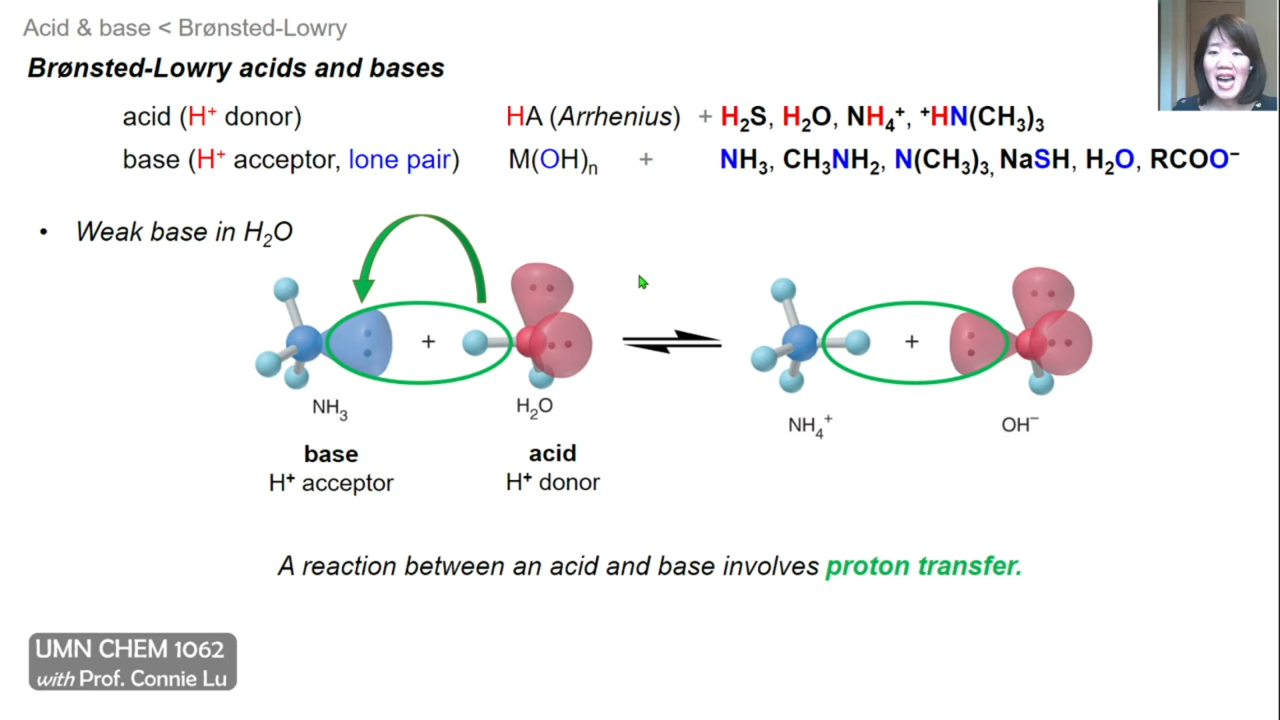 Acid & base < Brønsted-Lowry
Brønsted-Lowry acids and bases
acid (H⁺ donor) HA (Arrhenius) + H₂S, H₂O, NH₄⁺, ⁺HN(CH₃)₃
base (H⁺ acceptor, lone pair) M(OH)ₙ + NH₃, CH₃NH₂, N(CH₃)₃, NaSH, H₂O, RCOO⁻
• Weak base in H₂O
+ ⇌ +
NH₃ H₂O NH₄⁺ OH⁻
base acid
H⁺ acceptor H⁺ donor
A reaction between an acid and base involves proton transfer.
UMN CHEM 1062
with Prof. Connie Lu